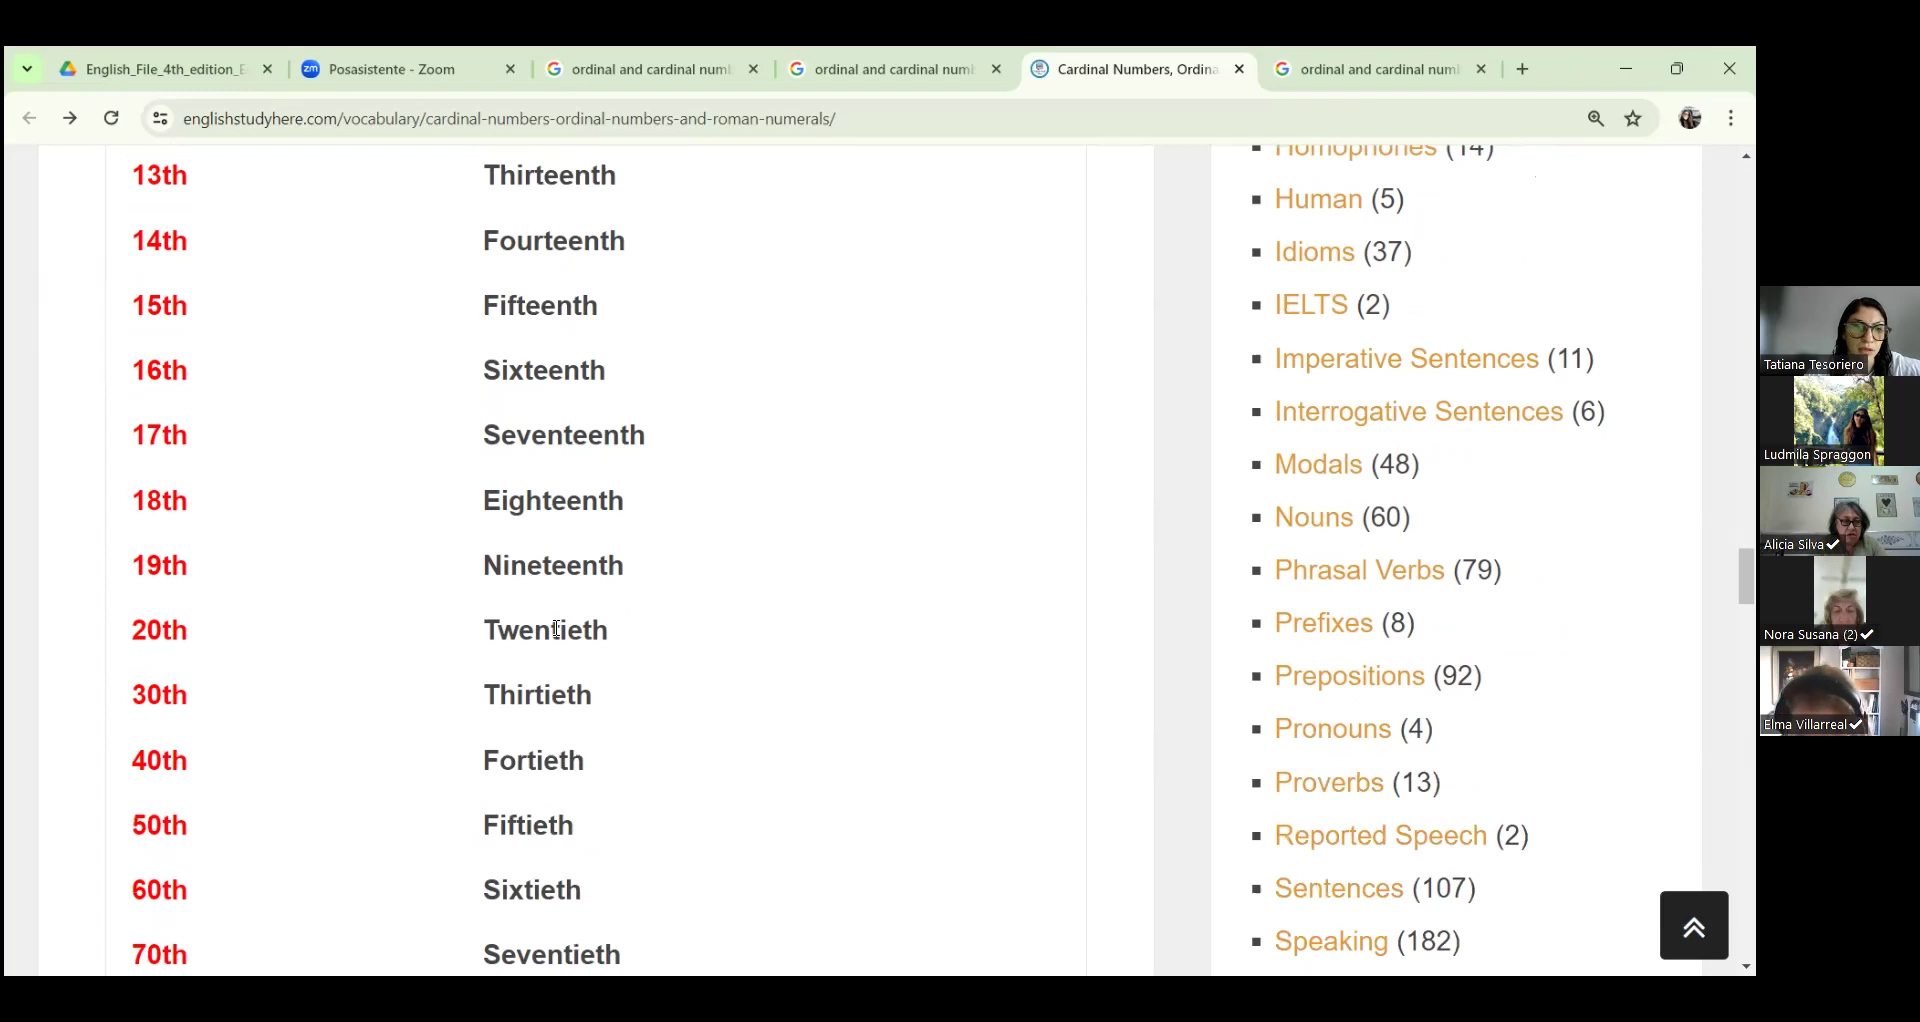 English_File_4th_edition_E
Posasistente - Zoom
ordinal and cardinal num
ordinal and cardinal num
Cardinal Numbers, Ordina
ordinal and cardinal num
englishstudyhere.com/vocabulary/cardinal-numbers-ordinal-numbers-and-roman-numerals/
13th Thirteenth
14th Fourteenth
15th Fifteenth
16th Sixteenth
17th Seventeenth
18th Eighteenth
19th Nineteenth
20th Twentieth
30th Thirtieth
40th Fortieth
50th Fiftieth
60th Sixtieth
70th Seventieth
Homophones (14)
Human (5)
Idioms (37)
IELTS (2)
Imperative Sentences (11)
Interrogative Sentences (6)
Modals (48)
Nouns (60)
Phrasal Verbs (79)
Prefixes (8)
Prepositions (92)
Pronouns (4)
Proverbs (13)
Reported Speech (2)
Sentences (107)
Speaking (182)
Tatiana Tesoriero
Ludmila Spraggon
Alicia Silva
Nora Susana (2)
Elma Villarreal